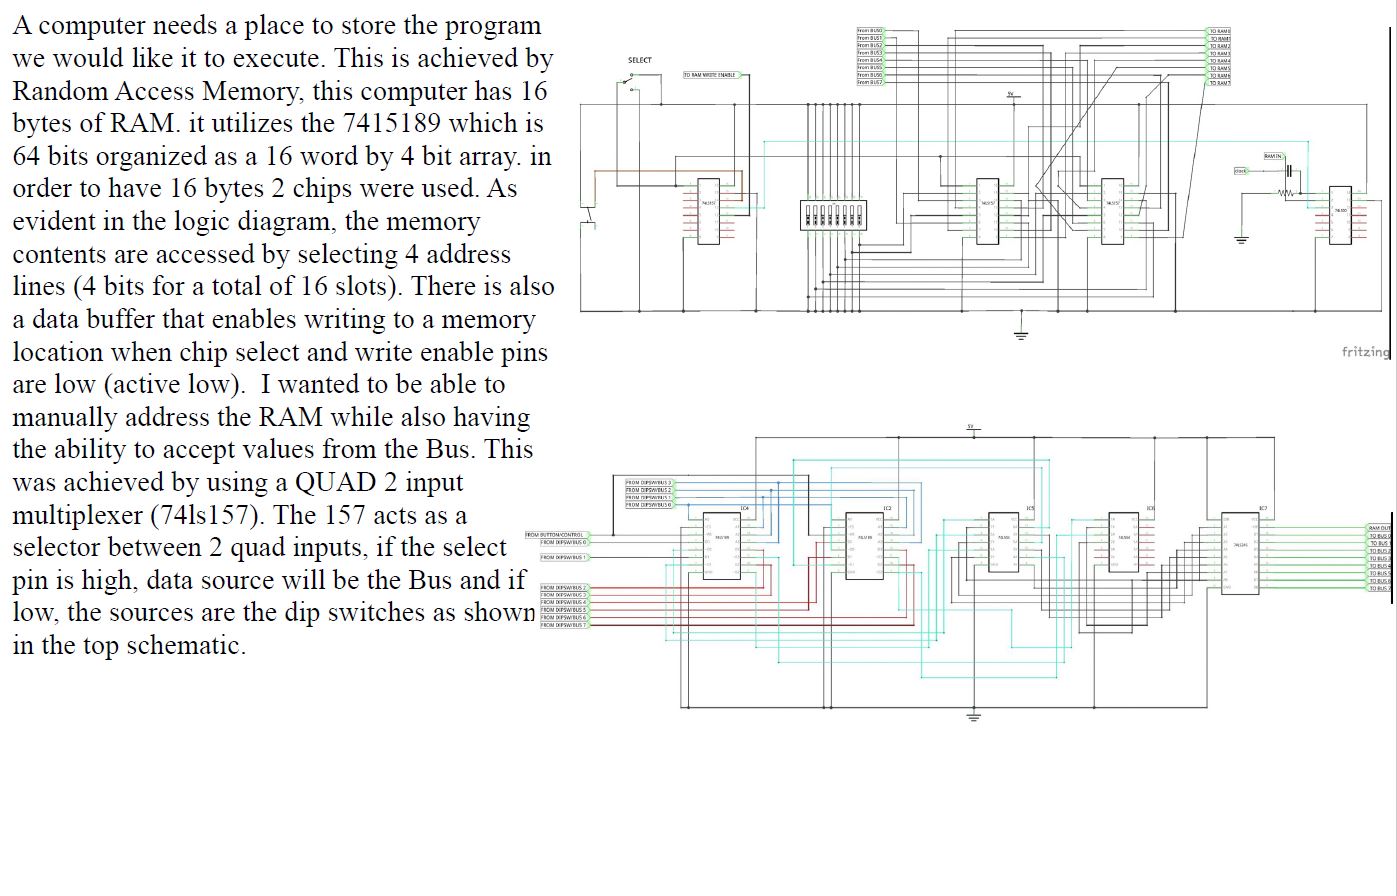 A computer needs a place to store the program
we would like it to execute. This is achieved by
Random Access Memory, this computer has 16
bytes of RAM. it utilizes the 7415189 which is
64 bits organized as a 16 word by 4 bit array. in
order to have 16 bytes 2 chips were used. As
evident in the logic diagram, the memory
contents are accessed by selecting 4 address
lines (4 bits for a total of 16 slots). There is also
a data buffer that enables writing to a memory
location when chip select and write enable pins
are low (active low).  I wanted to be able to
manually address the RAM while also having
the ability to accept values from the Bus. This
was achieved by using a QUAD 2 input
multiplexer (74ls157). The 157 acts as a
selector between 2 quad inputs, if the select
pin is high, data source will be the Bus and if
low, the sources are the dip switches as shown
in the top schematic.
SELECT
TO RAM WRITE ENABLE
From BUS0
From BUS1
From BUS2
From BUS3
From BUS4
From BUS5
From BUS6
From BUS7
TO RAM0
TO RAM1
TO RAM2
TO RAM3
TO RAM4
TO RAM5
TO RAM6
TO RAM7
5V
RAM IN
clock
74LS157
74LS157
74LS157
fritzing
5V
FROM DIPSW/BUS 3
FROM DIPSW/BUS 2
FROM DIPSW/BUS 1
FROM DIPSW/BUS 0
FROM BUTTON/CONTROL
FROM DIPSW/BUS 0
FROM DIPSW/BUS 1
FROM DIPSW/BUS 2
FROM DIPSW/BUS 3
FROM DIPSW/BUS 4
FROM DIPSW/BUS 5
FROM DIPSW/BUS 6
FROM DIPSW/BUS 7
IC4
IC2
IC5
IC6
IC7
74LS189
74LS189
74LS04
74LS04
74LS245
RAM OUT
TO BUS 0
TO BUS 1
TO BUS 2
TO BUS 3
TO BUS 4
TO BUS 5
TO BUS 6
TO BUS 7